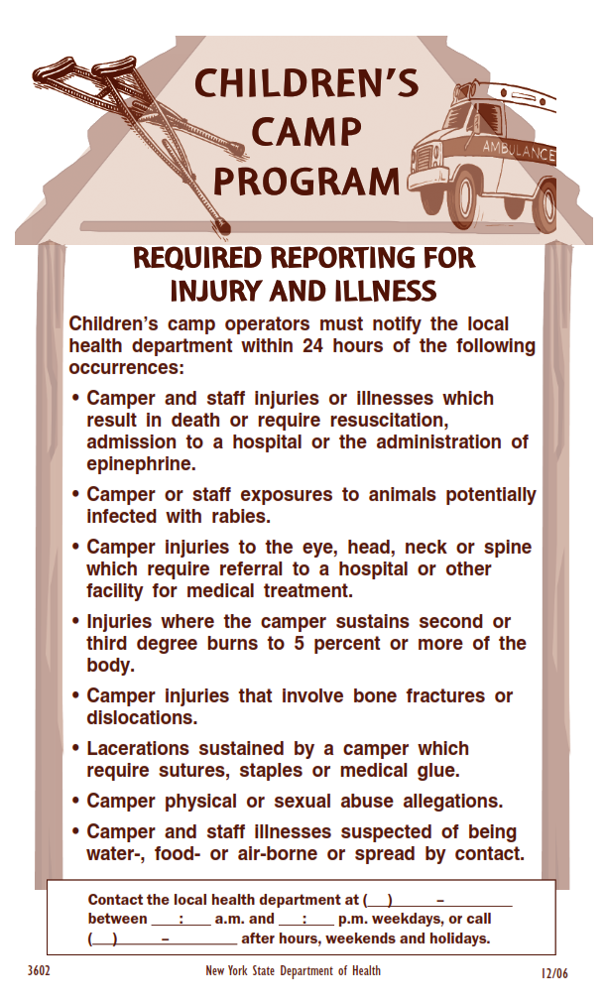 CHILDREN'S
CAMP
PROGRAM
AMBULANCE
REQUIRED REPORTING FOR
INJURY AND ILLNESS
Children's camp operators must notify the local
health department within 24 hours of the following
occurrences:
• Camper and staff injuries or illnesses which
result in death or require resuscitation,
admission to a hospital or the administration of
epinephrine.
• Camper or staff exposures to animals potentially
infected with rabies.
• Camper injuries to the eye, head, neck or spine
which require referral to a hospital or other
facility for medical treatment.
• Injuries where the camper sustains second or
third degree burns to 5 percent or more of the
body.
• Camper injuries that involve bone fractures or
dislocations.
• Lacerations sustained by a camper which
require sutures, staples or medical glue.
• Camper physical or sexual abuse allegations.
• Camper and staff illnesses suspected of being
water-, food- or air-borne or spread by contact.
Contact the local health department at (___)_____–________
between ___:___ a.m. and ___:___ p.m. weekdays, or call
(___)_____–________ after hours, weekends and holidays.
3602 New York State Department of Health 12/06